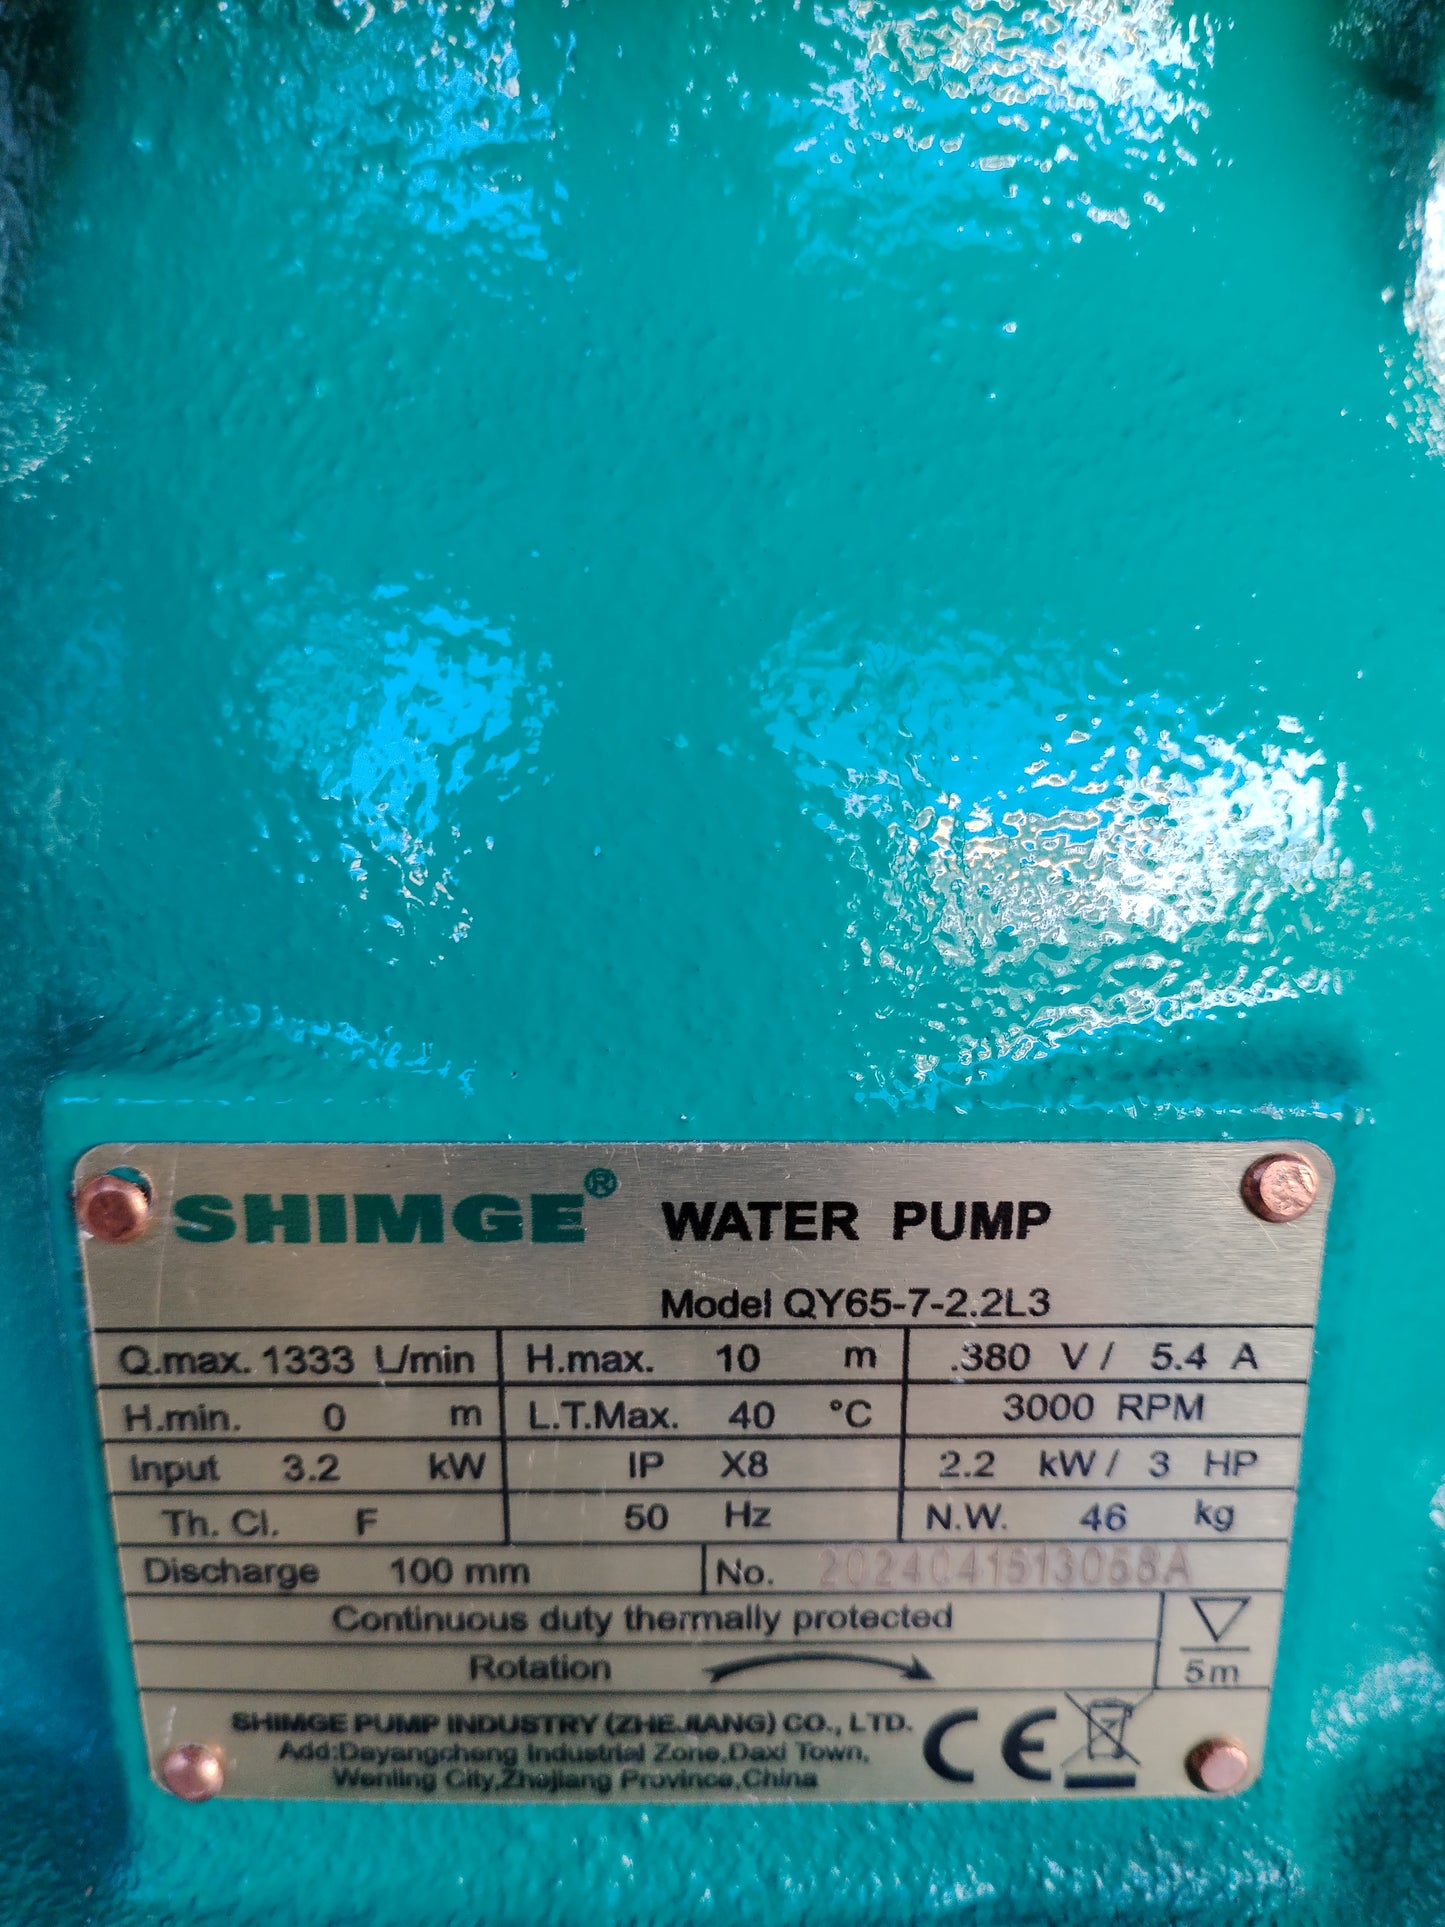 SHIMGE® WATER PUMP
Model QY65-7-2.2L3
Q.max. 1333 L/min H.max. 10 m .380 V / 5.4 A
H.min. 0 m L.T.Max. 40 °C 3000 RPM
Input 3.2 kW IP X8 2.2 kW / 3 HP
Th. Cl. F 50 Hz N.W. 46 kg
Discharge 100 mm No. 2024041513058A
Continuous duty thermally protected
Rotation 5m
SHIMGE PUMP INDUSTRY (ZHEJIANG) CO., LTD.
Add:Dayangcheng Industrial Zone,Daxi Town,
Wenling City,Zhejiang Province,China
CE